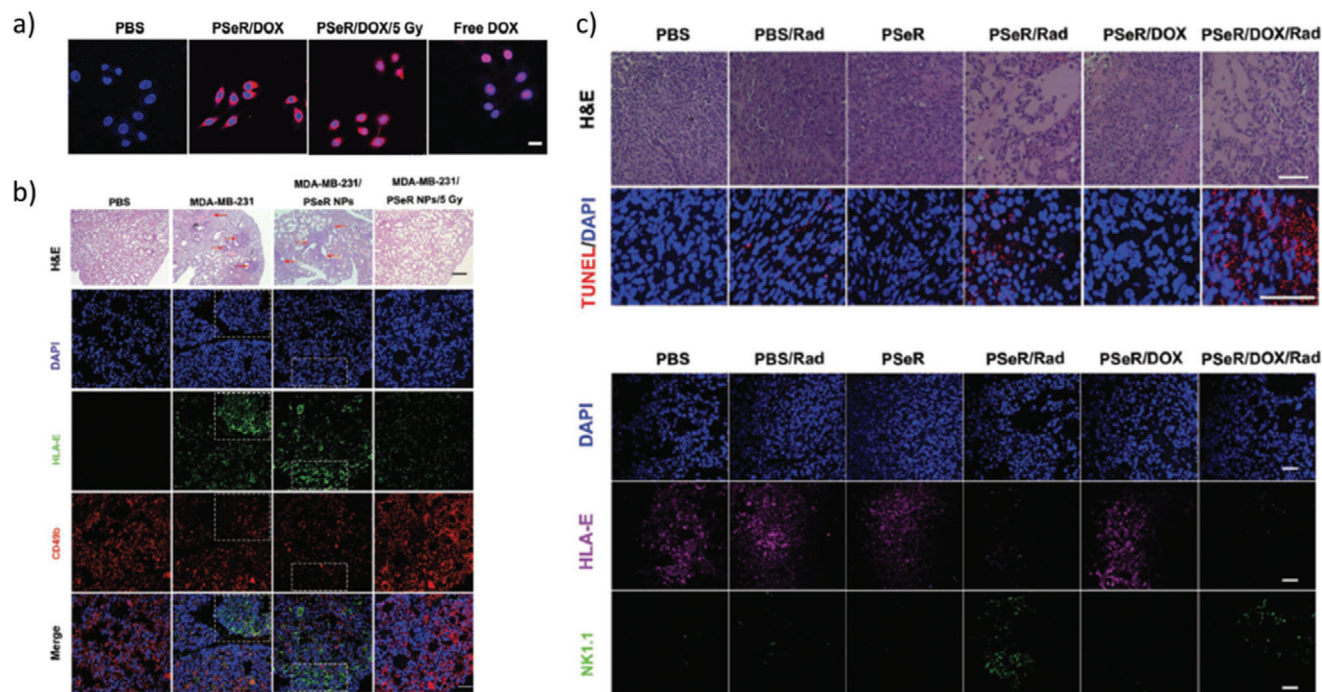 a)
PBS PSeR/DOX PSeR/DOX/5 Gy Free DOX
b)
PBS MDA-MB-231 MDA-MB-231/ PSeR NPs MDA-MB-231/ PSeR NPs/5 Gy
H&E
DAPI
HLA-E
CD49b
Merge
c)
PBS PBS/Rad PSeR PSeR/Rad PSeR/DOX PSeR/DOX/Rad
H&E
TUNEL/DAPI
PBS PBS/Rad PSeR PSeR/Rad PSeR/DOX PSeR/DOX/Rad
DAPI
HLA-E
NK1.1